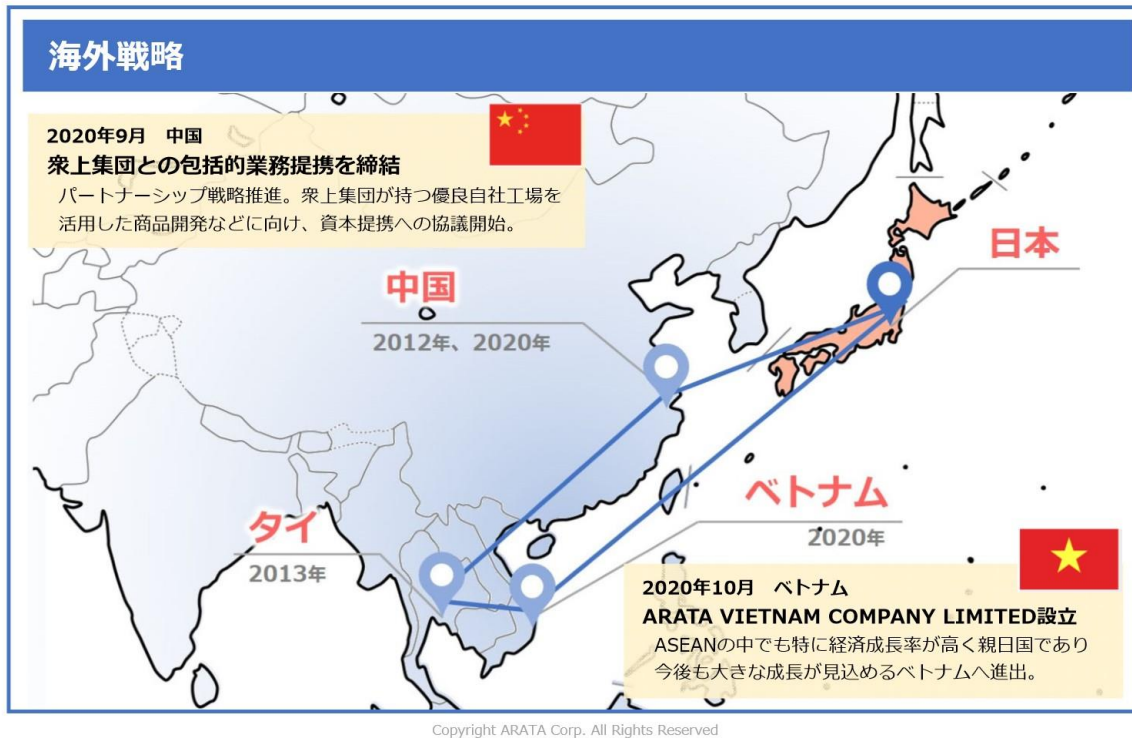 海外戦略
2020年9月 中国
衆上集団との包括的業務提携を締結
パートナーシップ戦略推進。衆上集団が持つ優良自社工場を
活用した商品開発などに向け、資本提携への協議開始。
日本
中国
2012年、2020年
ベトナム
2020年
タイ
2013年
2020年10月 ベトナム
ARATA VIETNAM COMPANY LIMITED設立
ASEANの中でも特に経済成長率が高く親日国であり
今後も大きな成長が見込めるベトナムへ進出。
Copyright ARATA Corp. All Rights Reserved